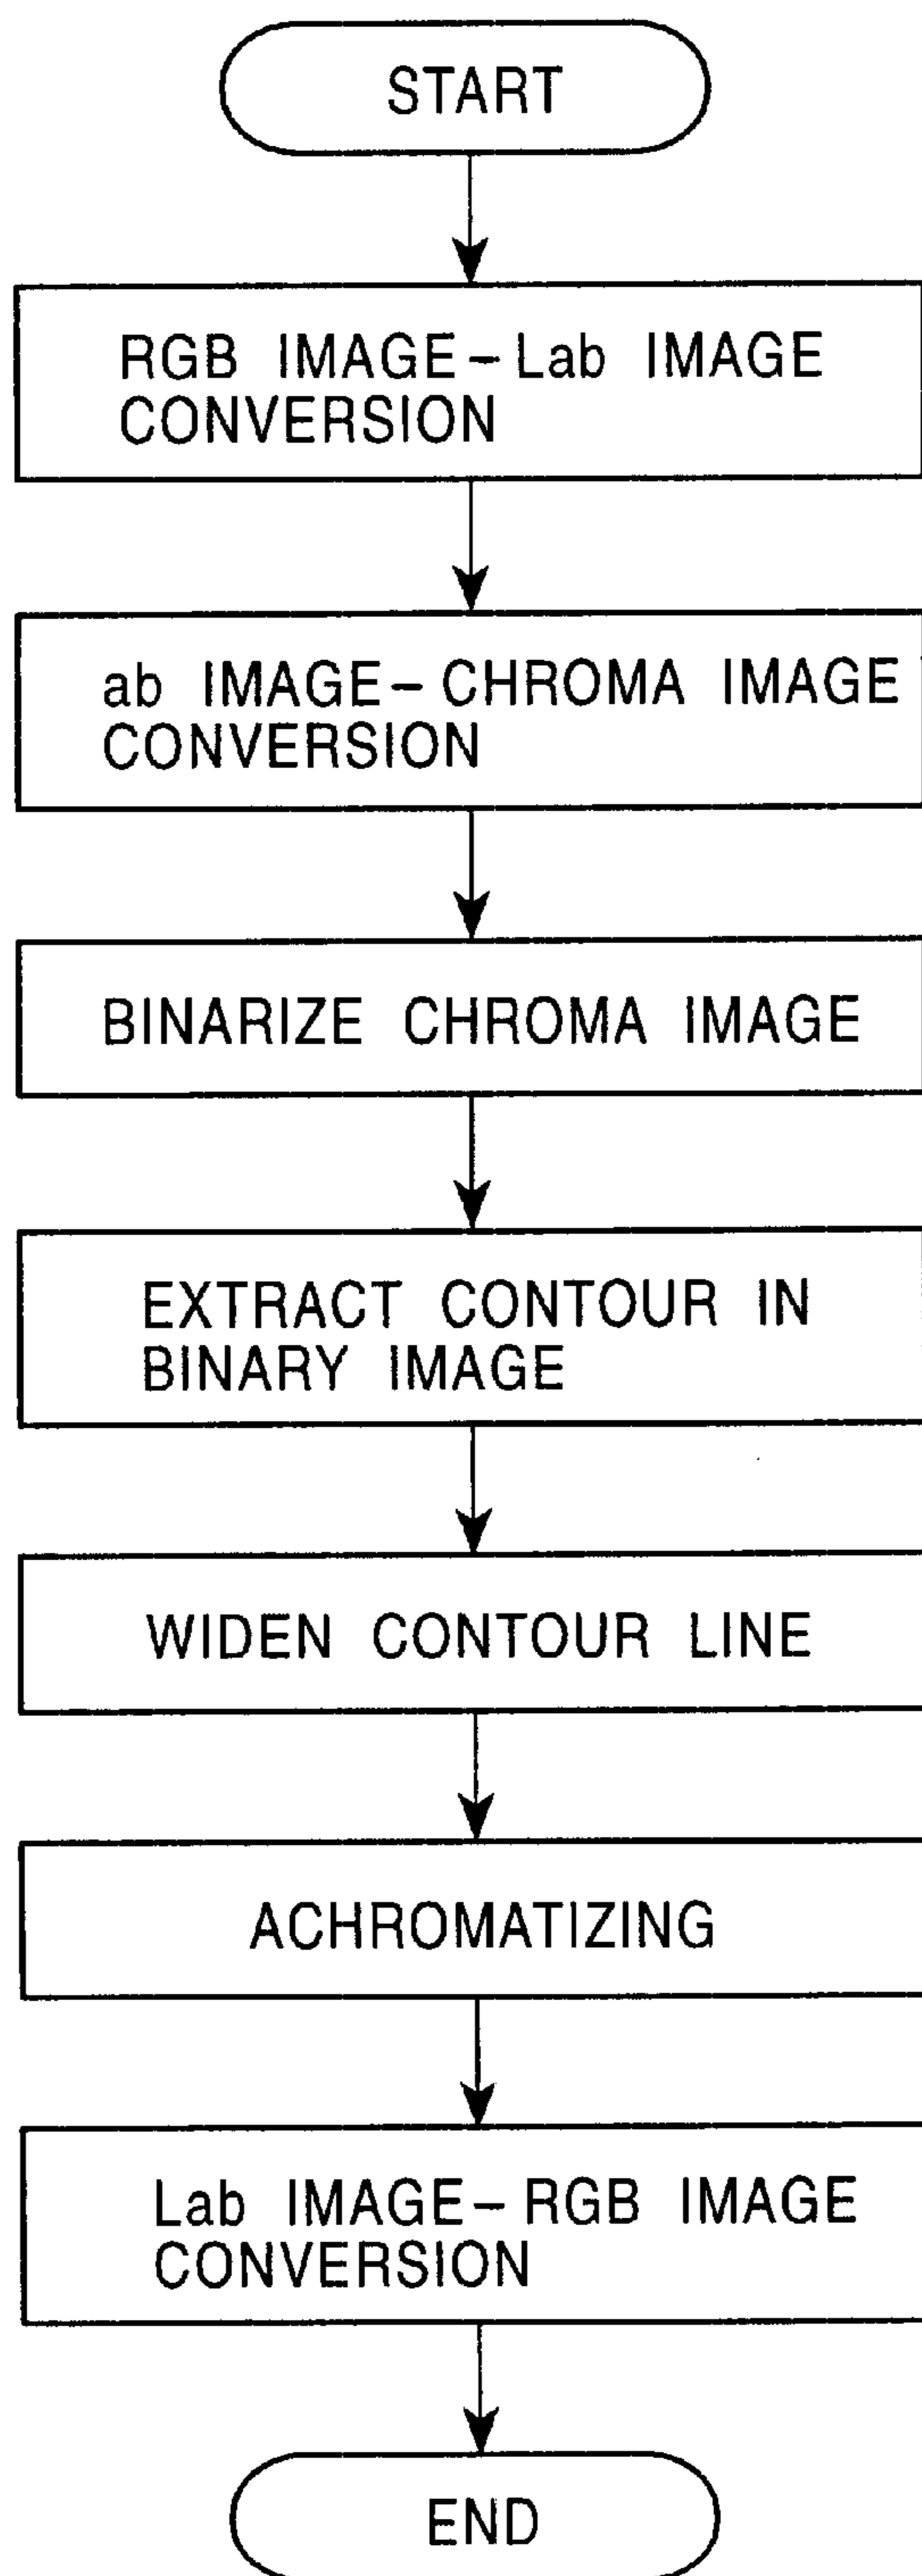 START
RGB IMAGE-Lab IMAGE
CONVERSION
ab IMAGE-CHROMA IMAGE
CONVERSION
BINARIZE CHROMA IMAGE
EXTRACT CONTOUR IN
BINARY IMAGE
WIDEN CONTOUR LINE
ACHROMATIZING
Lab IMAGE-RGB IMAGE
CONVERSION
END